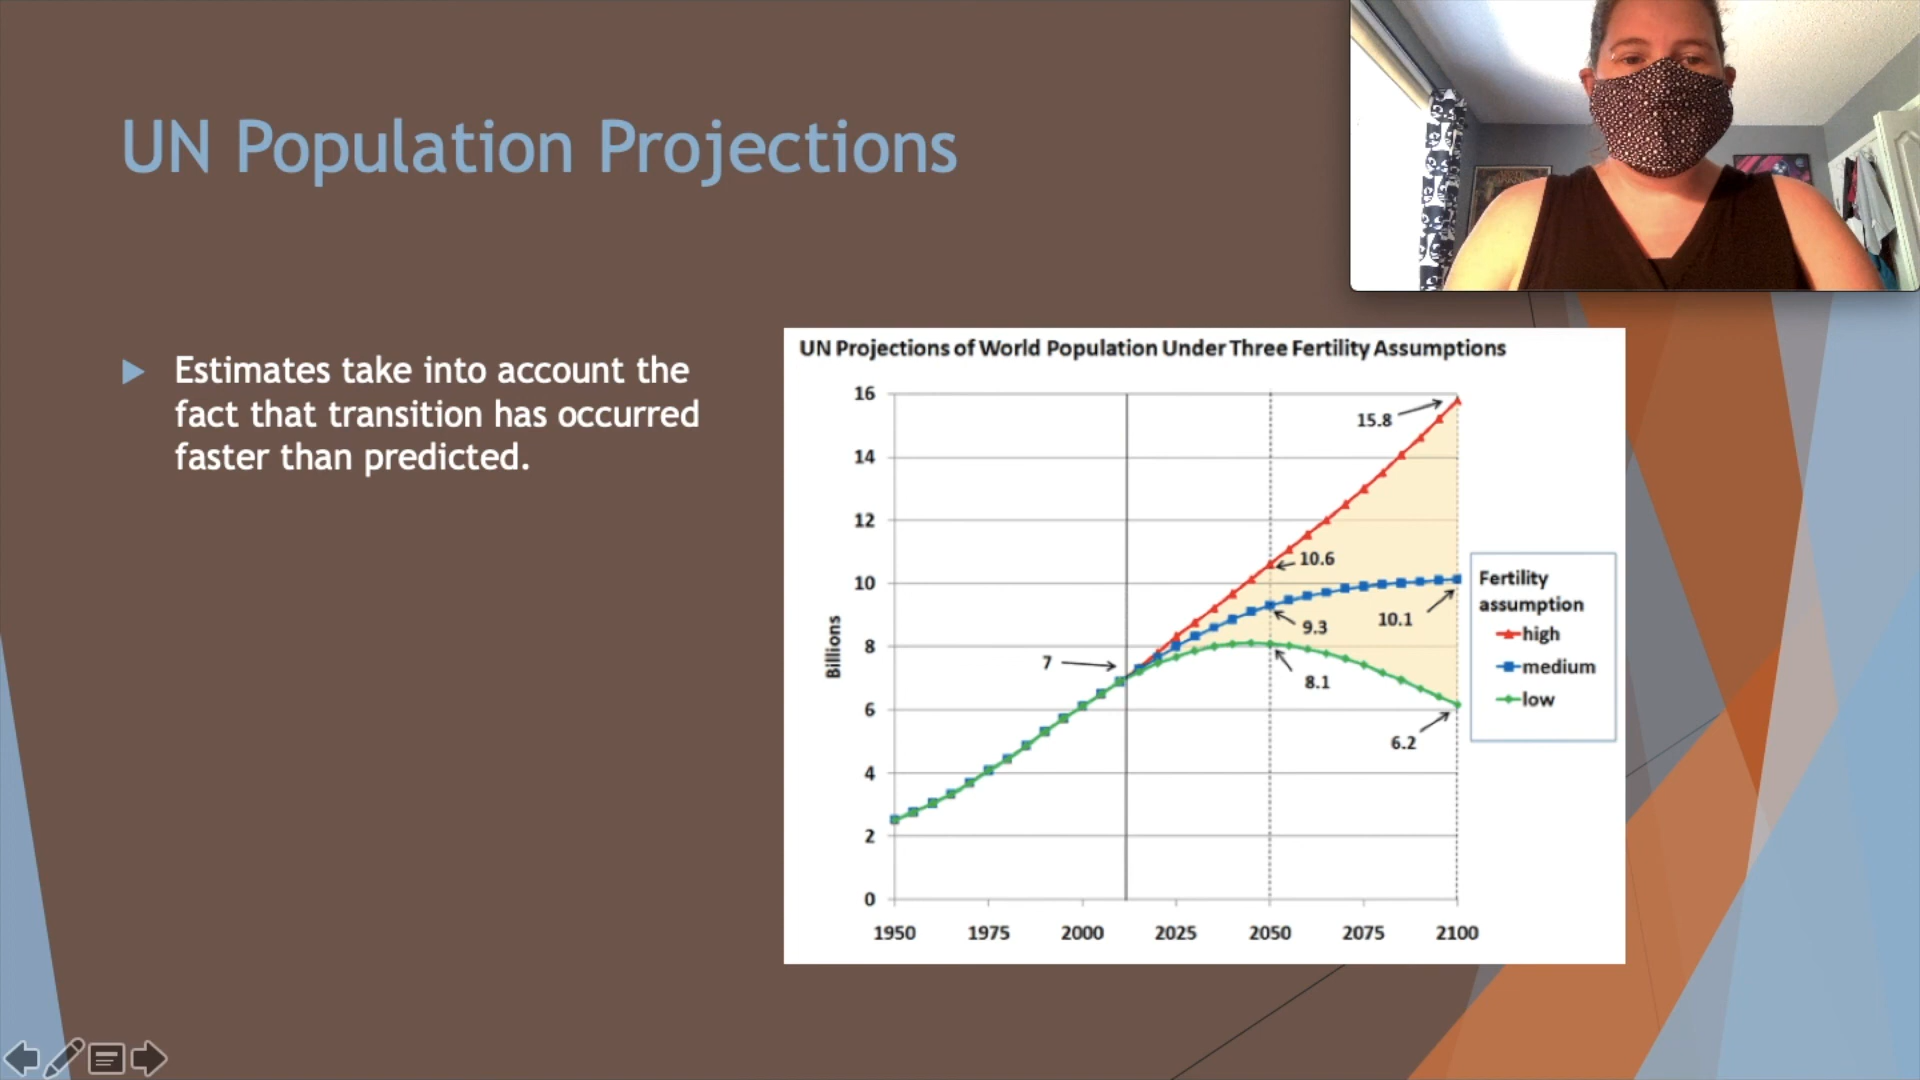 UN Population Projections
Estimates take into account the
fact that transition has occurred
faster than predicted.
UN Projections of World Population Under Three Fertility Assumptions
16
14
12
10
8
6
4
2
0
Billions
1950 1975 2000 2025 2050 2075 2100
7
15.8
10.6
9.3
10.1
8.1
6.2
Fertility
assumption
high
medium
low